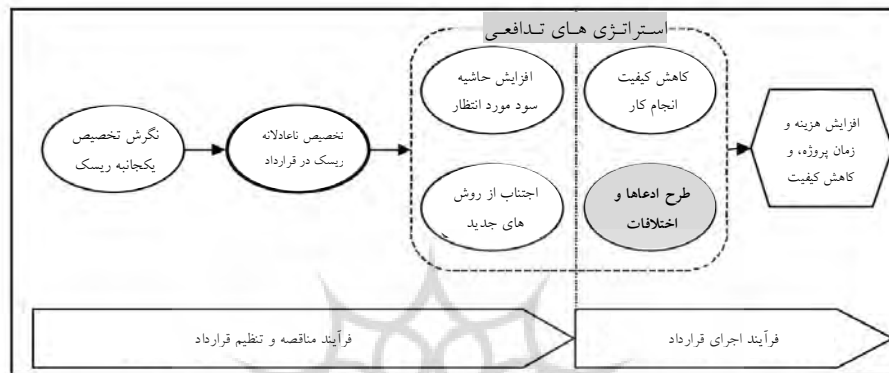 استراتژی های تدافعی
نگرش تخصیص
یکجانبه ریسک
تخصیص ناعادلانه
ریسک در قرارداد
افزایش حاشیه
سود مورد انتظار
کاهش کیفیت
انجام کار
اجتناب از روش
های جدید
طرح ادعاها و
اختلافات
افزایش هزینه و
زمان پروژه، و
کاهش کیفیت
فرآیند مناقصه و تنظیم قرارداد
فرآیند اجرای قرارداد